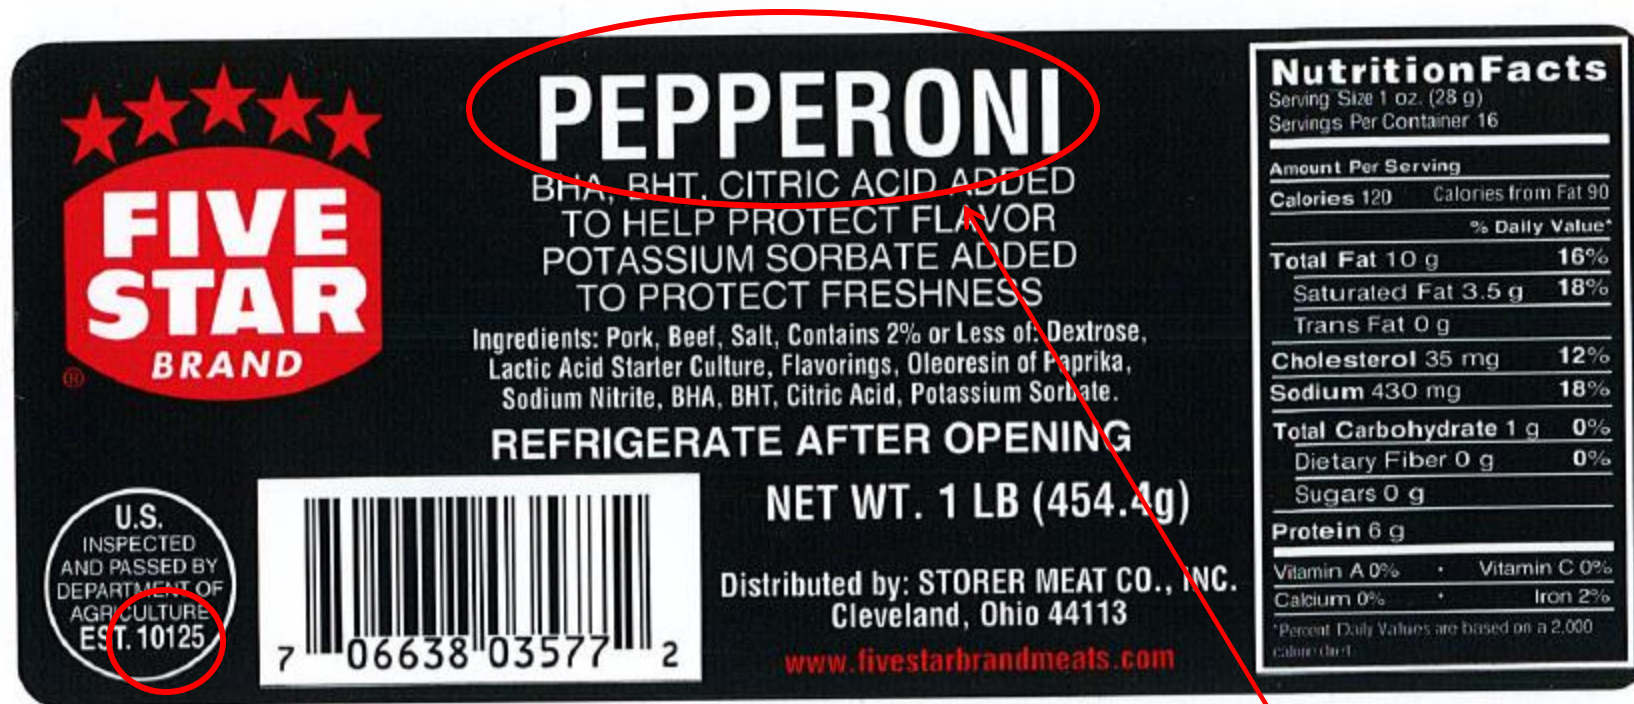 FIVE
STAR
BRAND
®
PEPPERONI
BHA, BHT, CITRIC ACID ADDED
TO HELP PROTECT FLAVOR
POTASSIUM SORBATE ADDED
TO PROTECT FRESHNESS
Ingredients: Pork, Beef, Salt, Contains 2% or Less of: Dextrose,
Lactic Acid Starter Culture, Flavorings, Oleoresin of Paprika,
Sodium Nitrite, BHA, BHT, Citric Acid, Potassium Sorbate.
REFRIGERATE AFTER OPENING
U.S.
INSPECTED
AND PASSED BY
DEPARTMENT OF
AGRICULTURE
EST. 10125
7 06638 03577 2
NET WT. 1 LB (454.4g)
Distributed by: STORER MEAT CO., INC.
Cleveland, Ohio 44113
www.fivestarbrandmeats.com
Nutrition Facts
Serving Size 1 oz. (28 g)
Servings Per Container 16
Amount Per Serving
Calories 120 Calories from Fat 90
% Daily Value*
Total Fat 10 g 16%
Saturated Fat 3.5 g 18%
Trans Fat 0 g
Cholesterol 35 mg 12%
Sodium 430 mg 18%
Total Carbohydrate 1 g 0%
Dietary Fiber 0 g 0%
Sugars 0 g
Protein 6 g
Vitamin A 0% • Vitamin C 0%
Calcium 0% • Iron 2%
*Percent Daily Values are based on a 2,000
calorie diet.